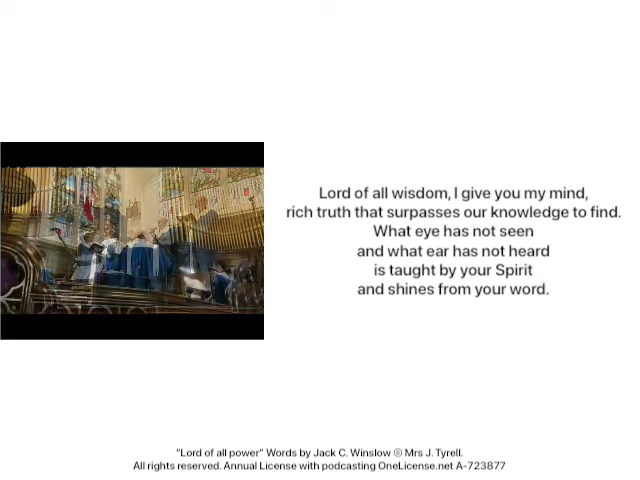 Lord of all wisdom, I give you my mind,
rich truth that surpasses our knowledge to find.
What eye has not seen
and what ear has not heard
is taught by your Spirit
and shines from your word.
"Lord of all power" Words by Jack C. Winslow © Mrs J. Tyrell.
All rights reserved. Annual License with podcasting OneLicense.net A-723877